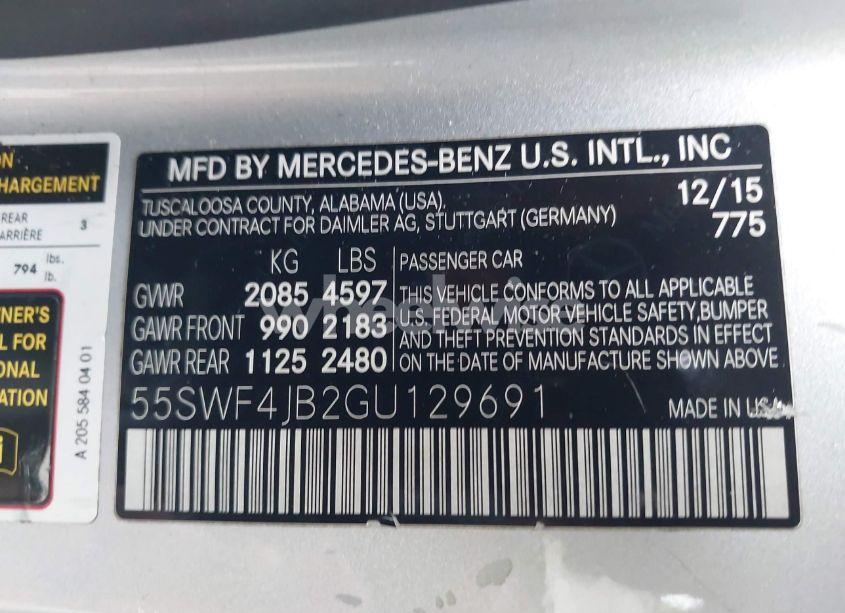 ON
HARGEMENT
REAR 3
ARRIÈRE
794 lbs.
lb.
WNER'S
L FOR
ONAL
ATION
A 205 584 04 01
MFD BY MERCEDES-BENZ U.S. INTL., INC
TUSCALOOSA COUNTY, ALABAMA (USA). 12/15
UNDER CONTRACT FOR DAIMLER AG, STUTTGART (GERMANY) 775
KG LBS PASSENGER CAR
GVWR 2085 4597 THIS VEHICLE CONFORMS TO ALL APPLICABLE
GAWR FRONT 990 2183 U.S. FEDERAL MOTOR VEHICLE SAFETY,BUMPER
AND THEFT PREVENTION STANDARDS IN EFFECT
GAWR REAR 1125 2480 ON THE DATE OF MANUFACTURE SHOWN ABOVE.
55SWF4JB2GU129691 MADE IN USA